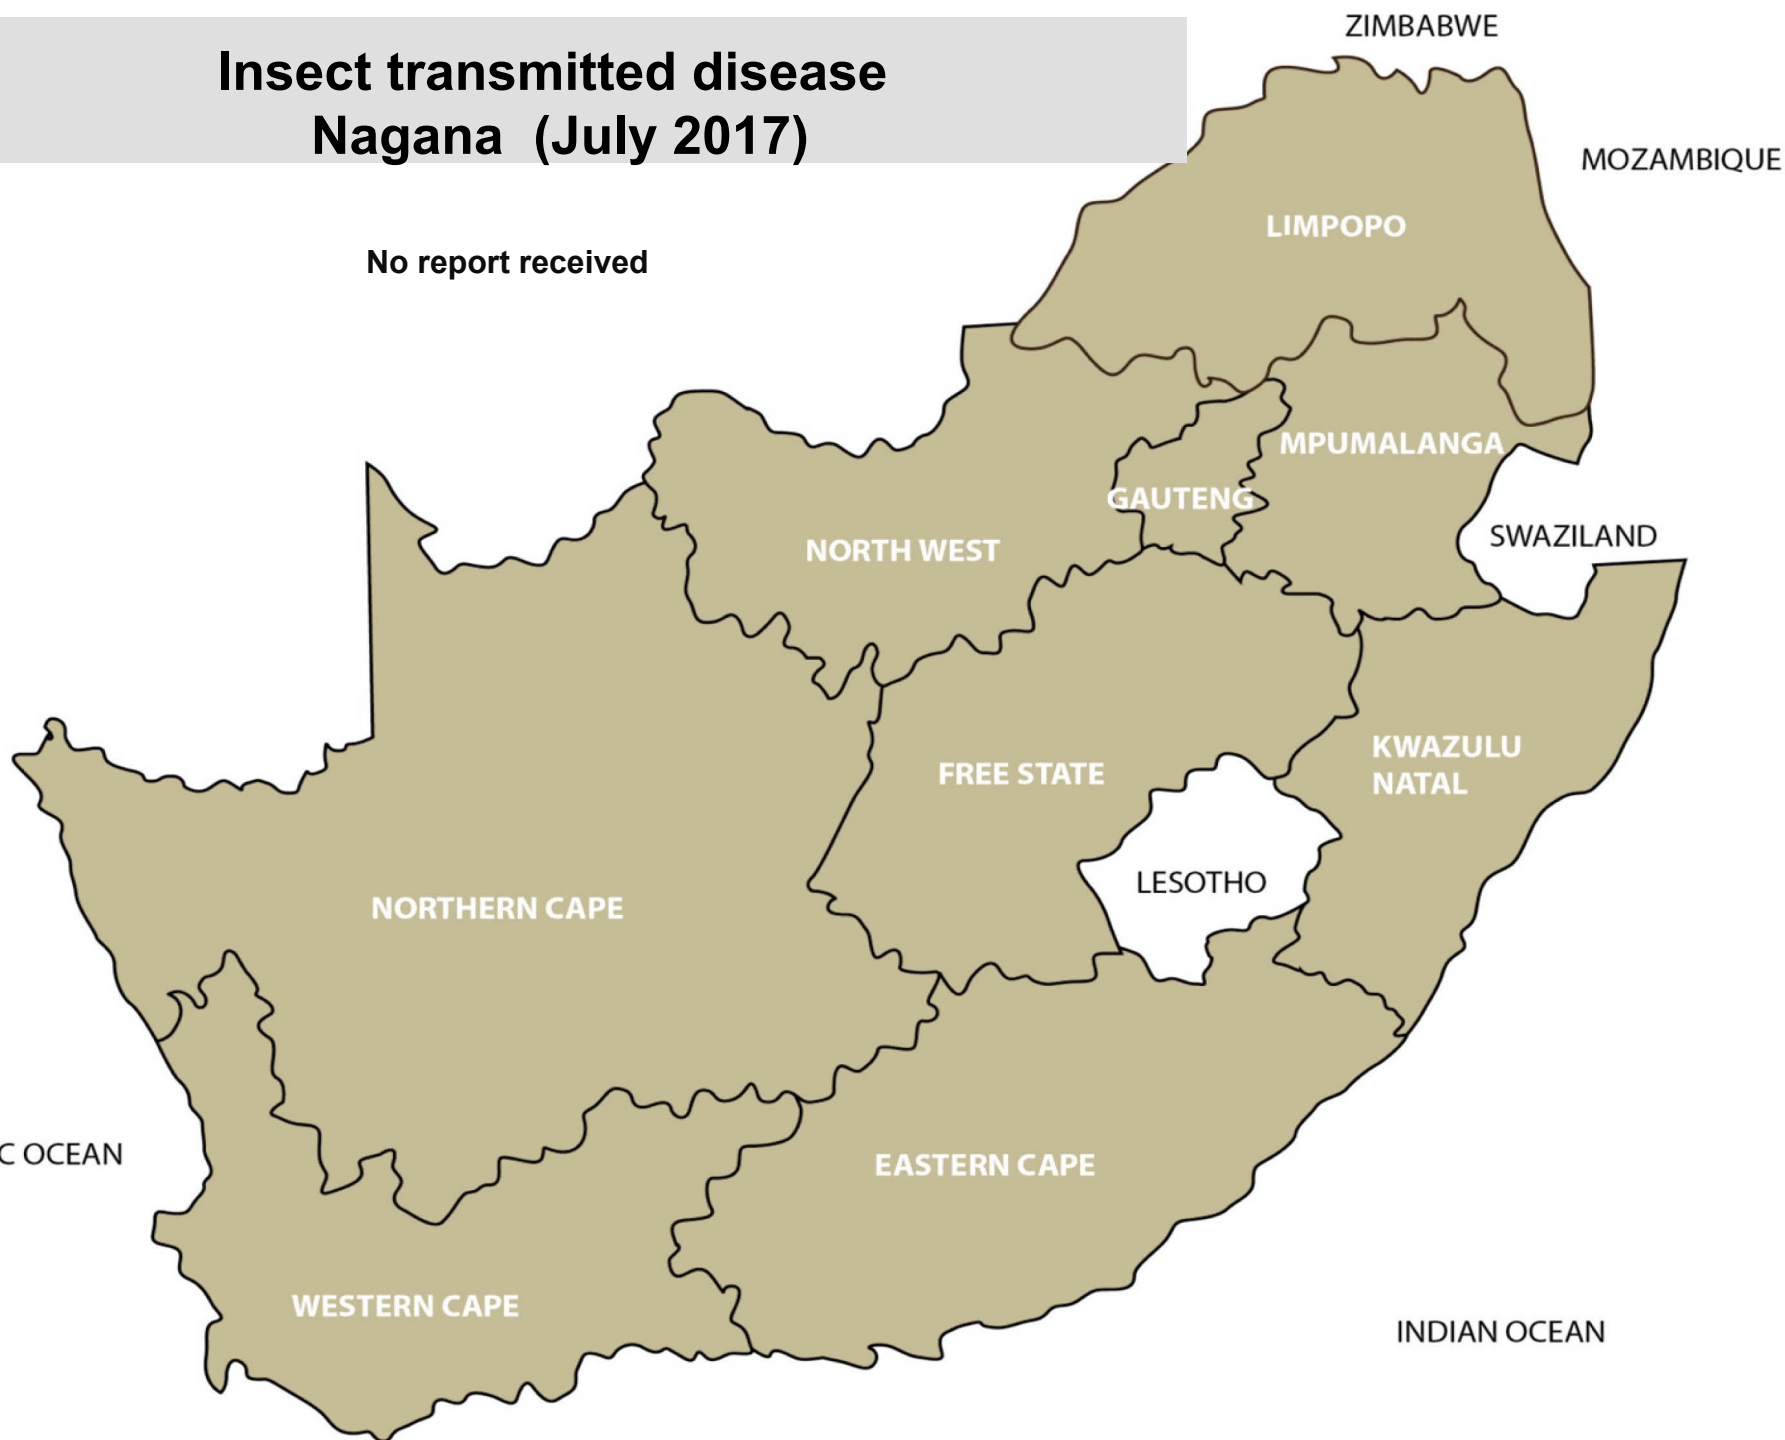 ZIMBABWE
Insect transmitted disease
Nagana (July 2017)
MOZAMBIQUE
LIMPOPO
No report received
MPUMALANGA
GAUTENG
SWAZILAND
NORTH WEST
KWAZULU
NATAL
FREE STATE
LESOTHO
NORTHERN CAPE
C OCEAN
EASTERN CAPE
WESTERN CAPE
INDIAN OCEAN